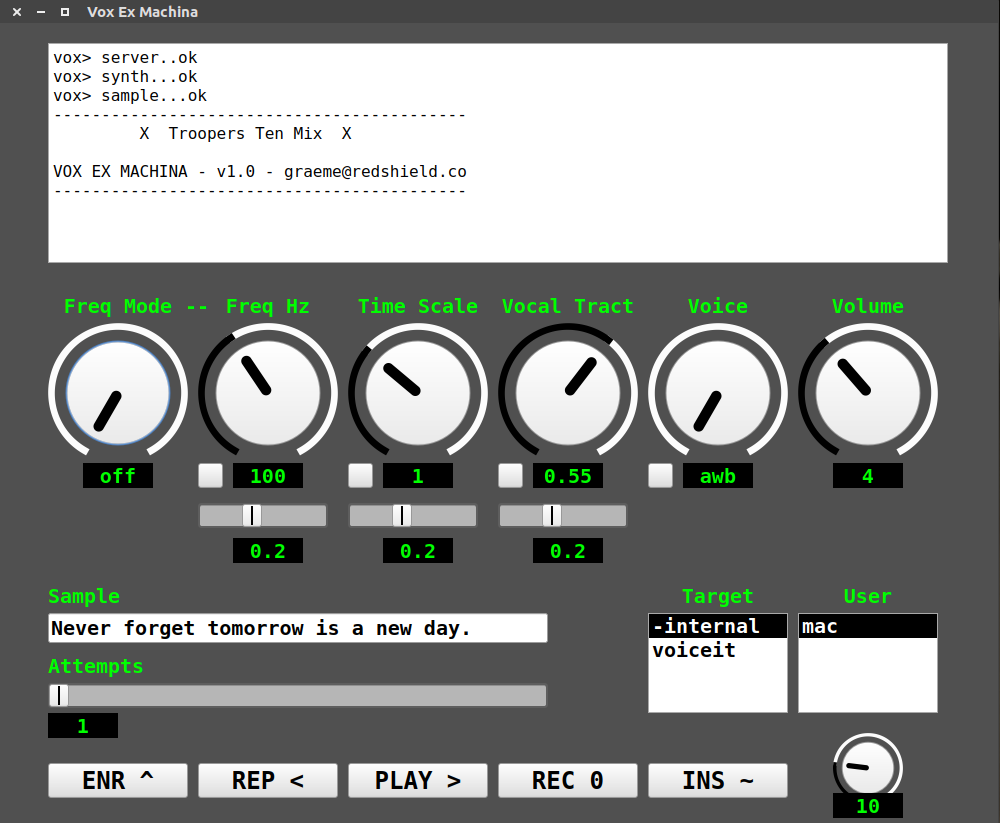 Vox Ex Machina
vox> server..ok
vox> synth...ok
vox> sample...ok
-------------------------------------------
X  Troopers Ten Mix  X
VOX EX MACHINA - v1.0 - graeme@redshield.co
-------------------------------------------
Freq Mode -- Freq Hz Time Scale Vocal Tract Voice Volume
off 100 1 0.55 awb 4
0.2 0.2 0.2
Sample Target User
Never forget tomorrow is a new day. -internal mac
voiceit
Attempts
1
ENR ^ REP < PLAY > REC 0 INS ~
10